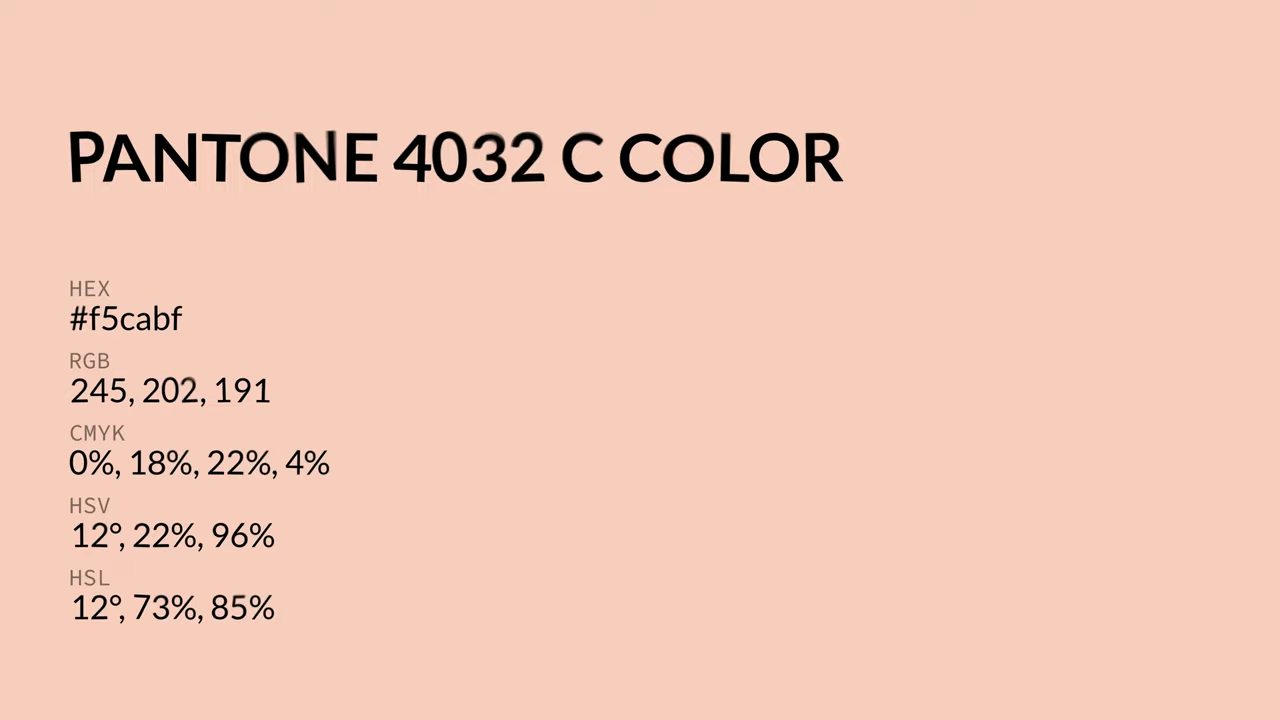 PANTONE 4032 C COLOR
HEX
#f5cabf
RGB
245, 202, 191
CMYK
0%, 18%, 22%, 4%
HSV
12°, 22%, 96%
HSL
12°, 73%, 85%